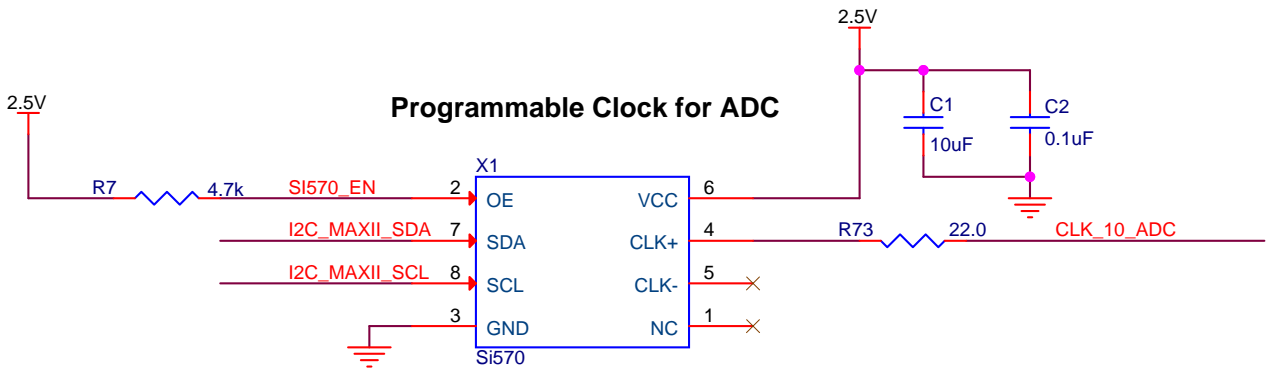 2.5V
2.5V
Programmable Clock for ADC
C1
10uF
C2
0.1uF
X1
R7
4.7k
SI570_EN
2
OE
VCC
6
I2C_MAXII_SDA
7
SDA
CLK+
4
R73
22.0
CLK_10_ADC
I2C_MAXII_SCL
8
SCL
CLK-
5
3
GND
NC
1
Si570